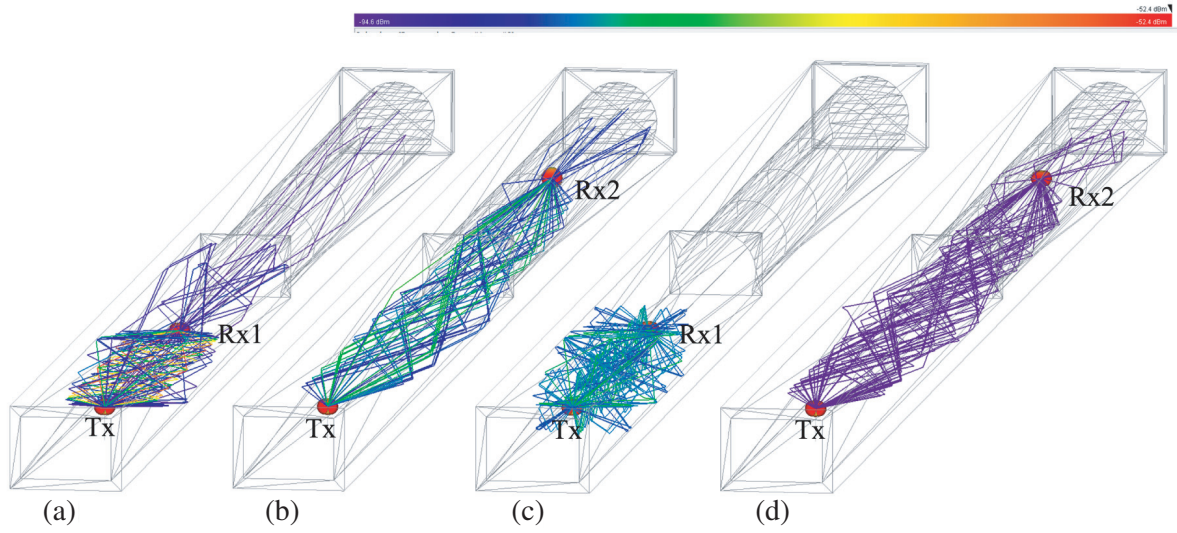 -52.4 dBm
-94.6 dBm
-52.4 dBm
Rx2
Rx2
Rx1
Rx1
Tx
Tx
Tx
Tx
(a)
(b)
(c)
(d)